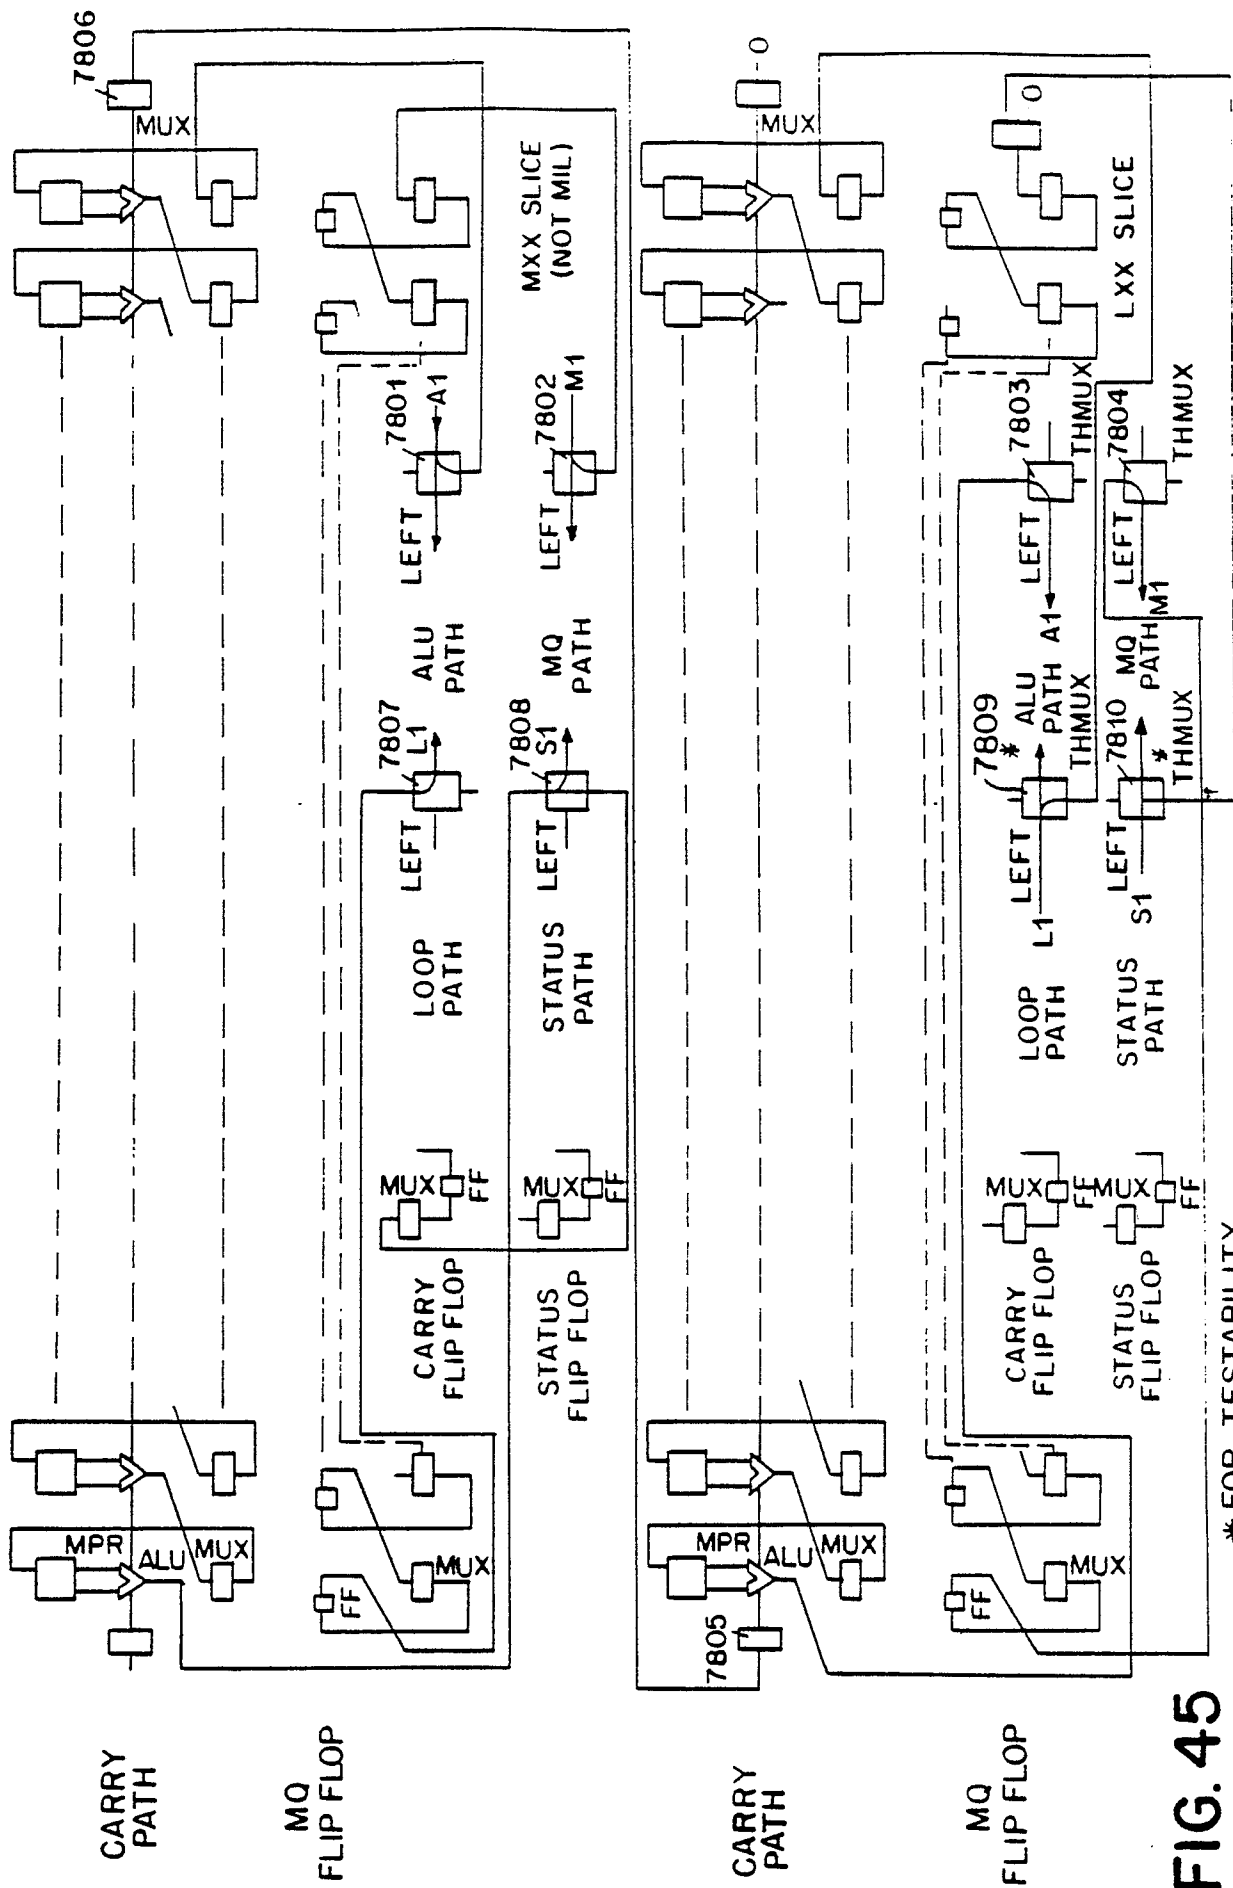 CARRY
PATH
MPR
ALU
MUX
MUX
7806
MQ
FLIP FLOP
FF
MUX
CARRY
FLIP FLOP
MUX
FF
LOOP
PATH
LEFT
7807
L1
ALU
PATH
LEFT
7801
A1
STATUS
FLIP FLOP
MUX
FF
STATUS
PATH
LEFT
7808
S1
MQ
PATH
LEFT
7802
M1
MXX SLICE
(NOT MIL)
CARRY
PATH
7805
MPR
ALU
MUX
MUX
O
MQ
FLIP FLOP
FF
MUX
O
CARRY
FLIP FLOP
MUX
FF
LOOP
PATH
L1
LEFT
7809
*
THMUX
ALU
PATH
A1
LEFT
7803
THMUX
STATUS
FLIP FLOP
MUX
FF
STATUS
PATH
S1
LEFT
7810
*
THMUX
MQ
PATH
M1
LEFT
7804
THMUX
LXX SLICE
* FOR TESTABILITY
FIG. 45